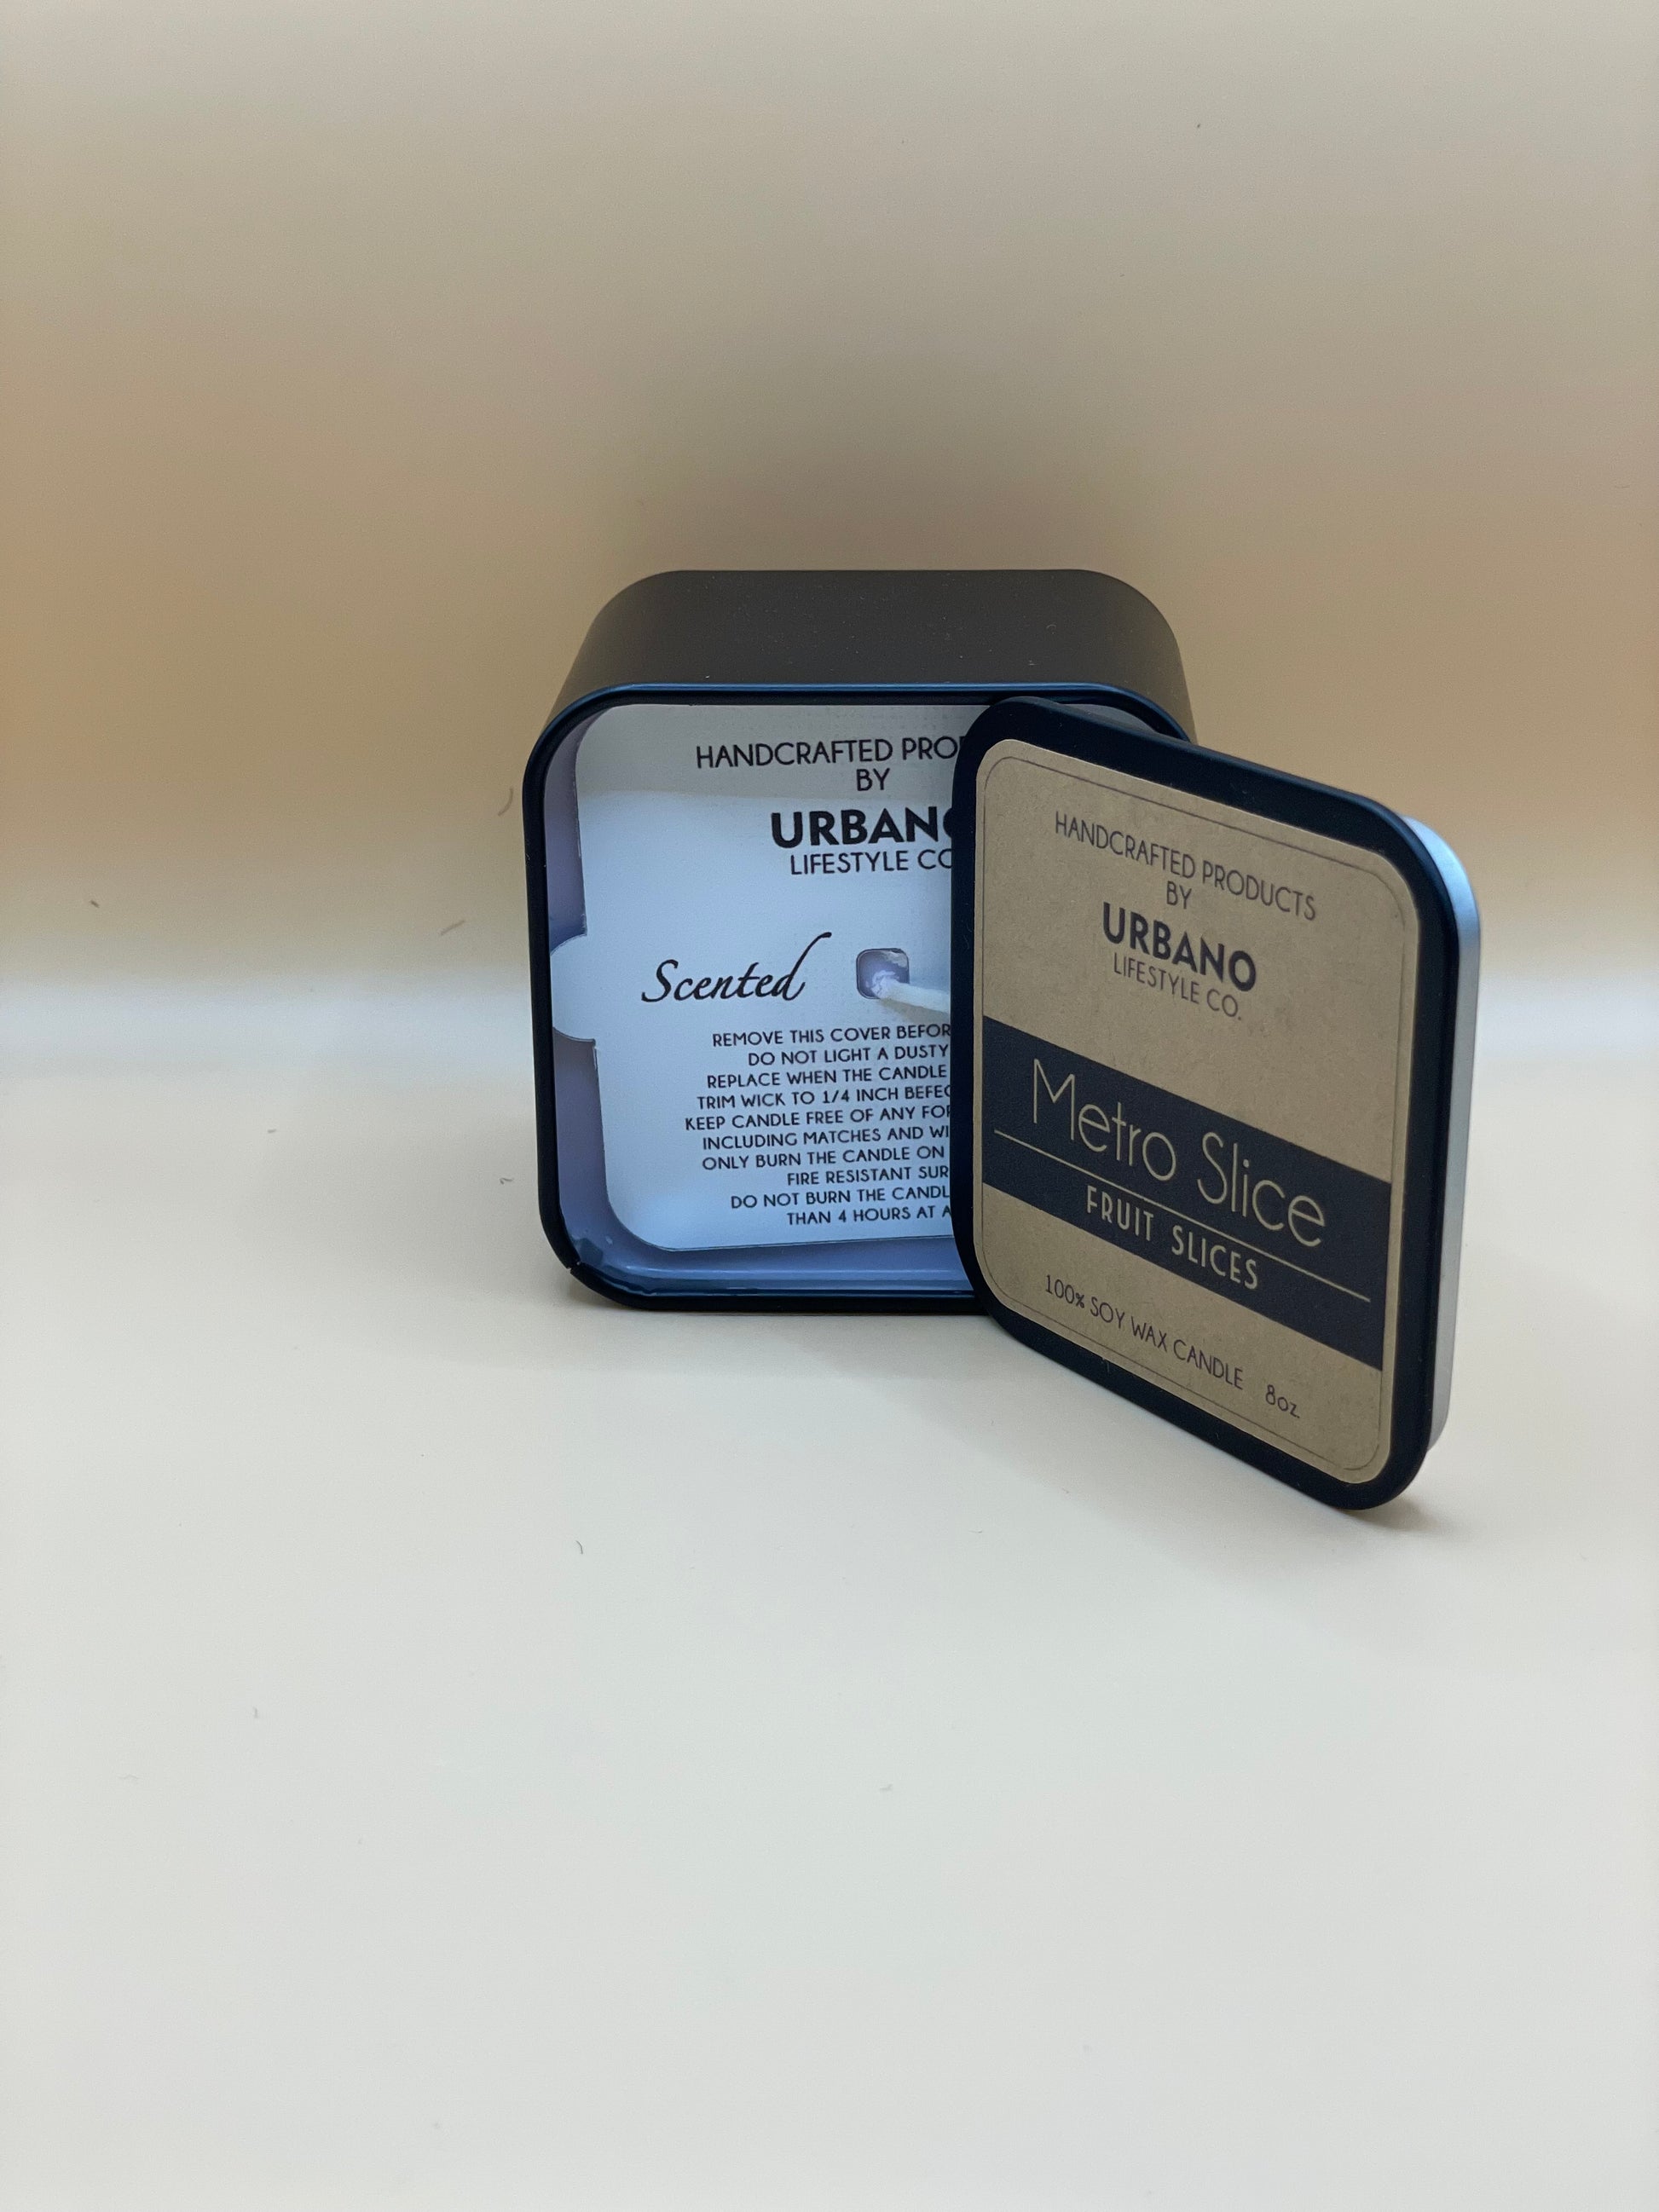 HANDCRAFTED PRO
BY
URBANO
LIFESTYLE CO
Scented
REMOVE THIS COVER BEFOR
DO NOT LIGHT A DUSTY
REPLACE WHEN THE CANDLE
TRIM WICK TO 1/4 INCH BEFEO
KEEP CANDLE FREE OF ANY FOR
INCLUDING MATCHES AND WI
ONLY BURN THE CANDLE ON
FIRE RESISTANT SUR
DO NOT BURN THE CANDL
THAN 4 HOURS AT A
HANDCRAFTED PRODUCTS
BY
URBANO
LIFESTYLE CO.
Metro Slice
FRUIT SLICES
100% SOY WAX CANDLE 8oz.